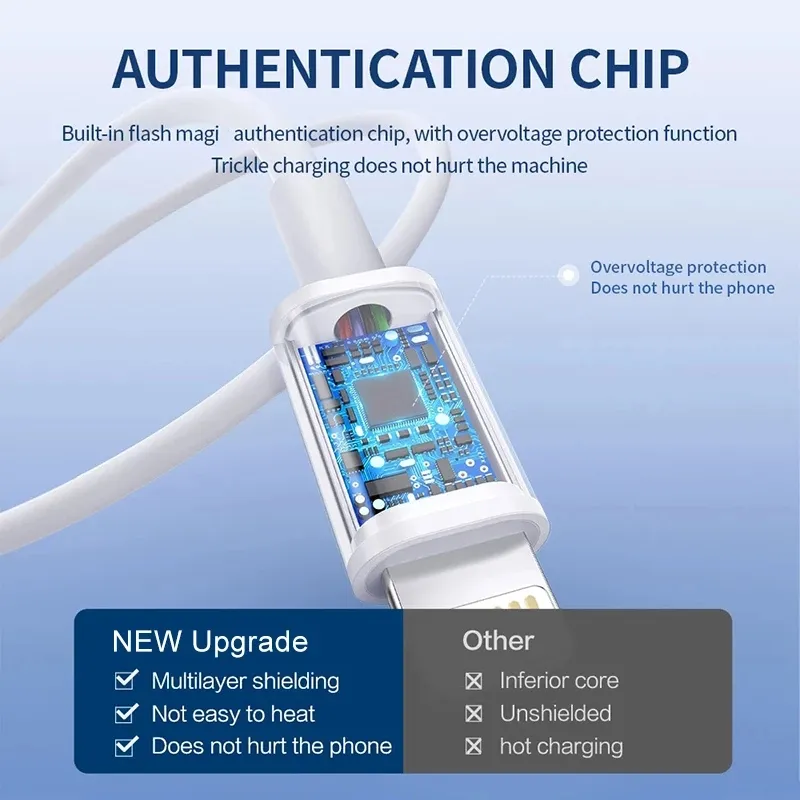 AUTHENTICATION CHIP
Built-in flash magi authentication chip, with overvoltage protection function
Trickle charging does not hurt the machine
Overvoltage protection
Does not hurt the phone
NEW Upgrade
Multilayer shielding
Not easy to heat
Does not hurt the phone
Other
Inferior core
Unshielded
hot charging